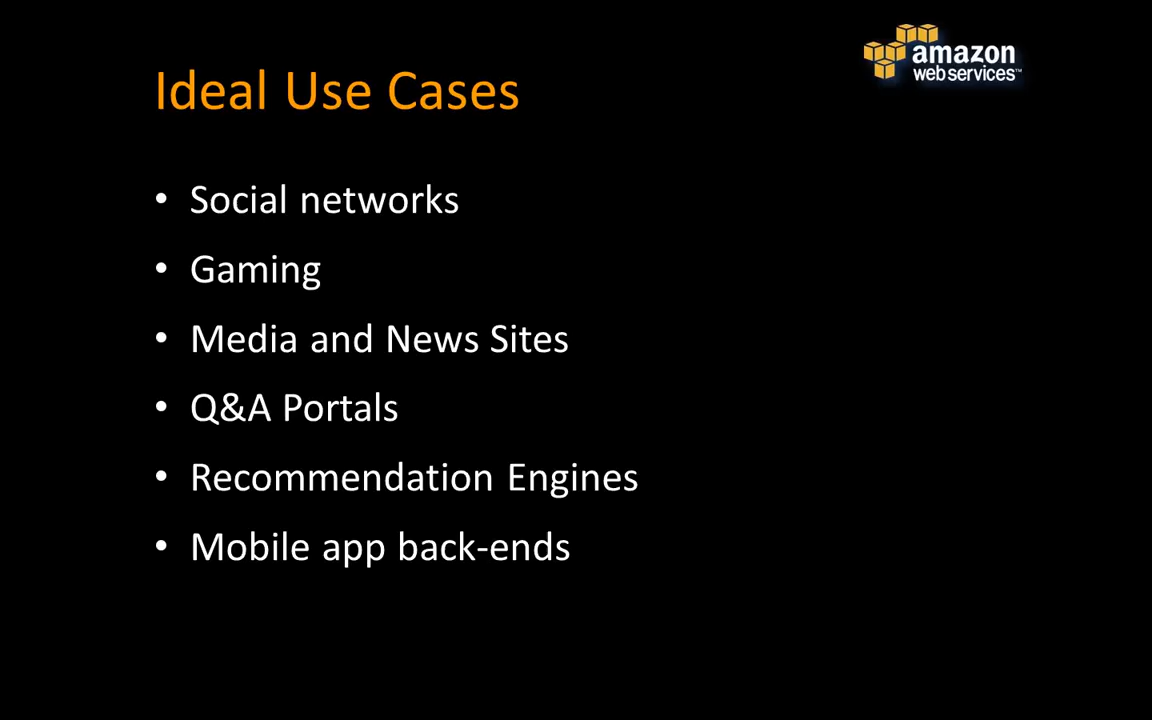 amazon
web services™
Ideal Use Cases
• Social networks
• Gaming
• Media and News Sites
• Q&A Portals
• Recommendation Engines
• Mobile app back-ends